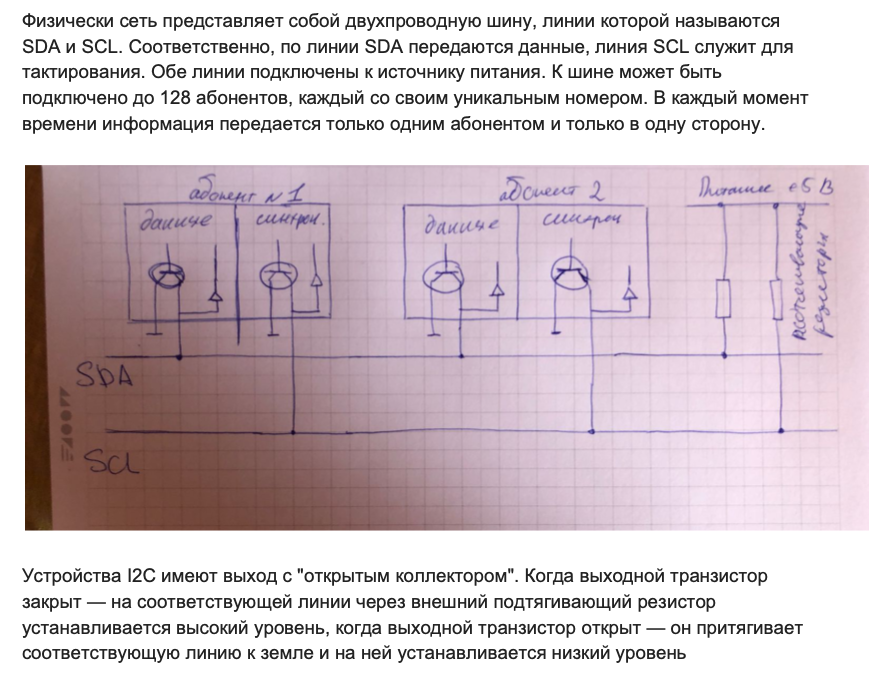 Физически сеть представляет собой двухпроводную шину, линии которой называются
SDA и SCL. Соответственно, по линии SDA передаются данные, линия SCL служит для
тактирования. Обе линии подключены к источнику питания. К шине может быть
подключено до 128 абонентов, каждый со своим уникальным номером. В каждый момент
времени информация передается только одним абонентом и только в одну сторону.
абонент №1
абонент 2
Питание +5 В
данные
синхрон.
данные
синхрон
подтягивающие
резисторы
SDA
SCL
Устройства I2C имеют выход с "открытым коллектором". Когда выходной транзистор
закрыт — на соответствующей линии через внешний подтягивающий резистор
устанавливается высокий уровень, когда выходной транзистор открыт — он притягивает
соответствующую линию к земле и на ней устанавливается низкий уровень